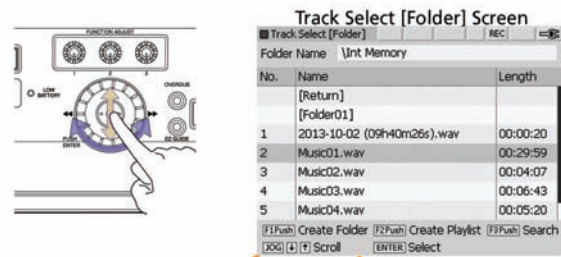 FUNCTION ADJUST
1 2 3
LOW
BATTERY
OVERDUB
PUSH
ENTER
EZ GUIDE
Track Select [Folder] Screen
Track Select [Folder] REC
Folder Name \Int Memory
No. Name Length
[Return]
[Folder01]
1 2013-10-02 (09h40m26s).wav 00:00:20
2 Music01.wav 00:29:59
3 Music02.wav 00:04:07
4 Music03.wav 00:06:43
5 Music04.wav 00:05:20
F1Push Create Folder F2Push Create Playlist F3Push Search
JOG ↓ ↑ Scroll ENTER Select